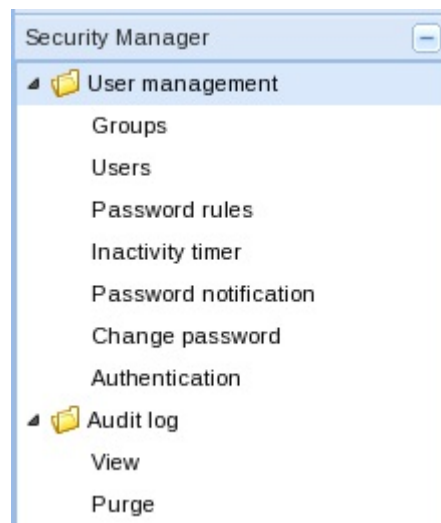 Security Manager
User management
Groups
Users
Password rules
Inactivity timer
Password notification
Change password
Authentication
Audit log
View
Purge